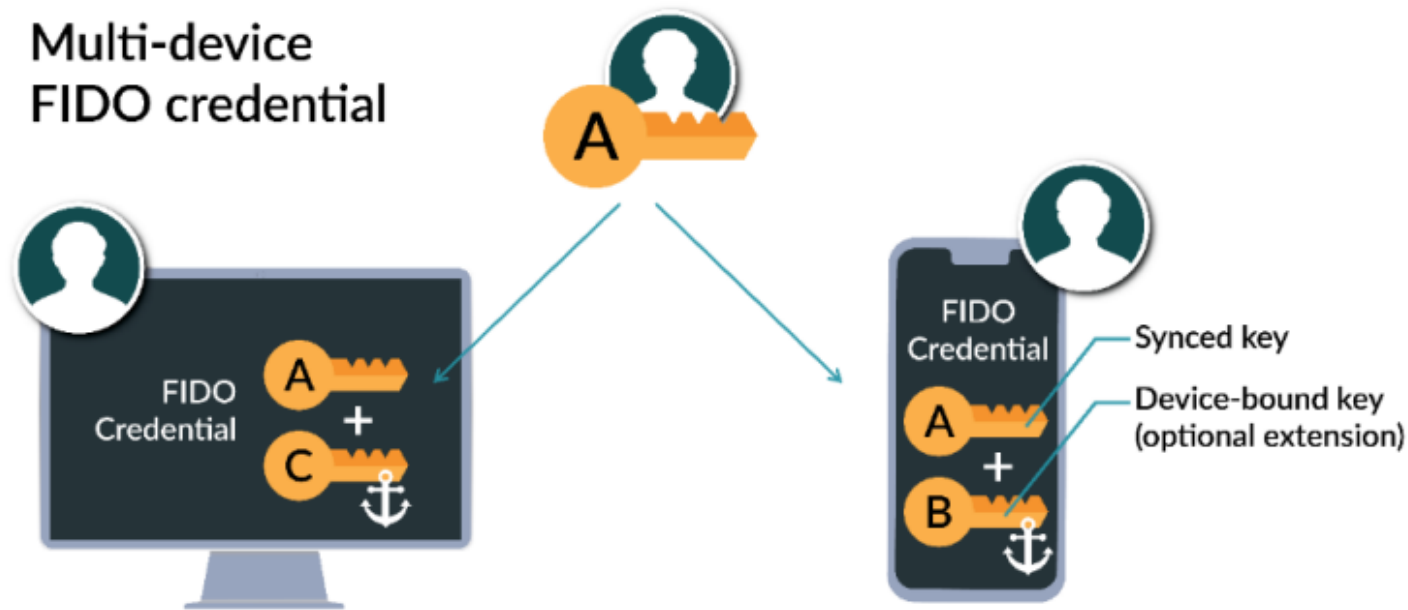 Multi-device
FIDO credential
A
FIDO
Credential
A
+
C
FIDO
Credential
A
+
B
Synced key
Device-bound key
(optional extension)